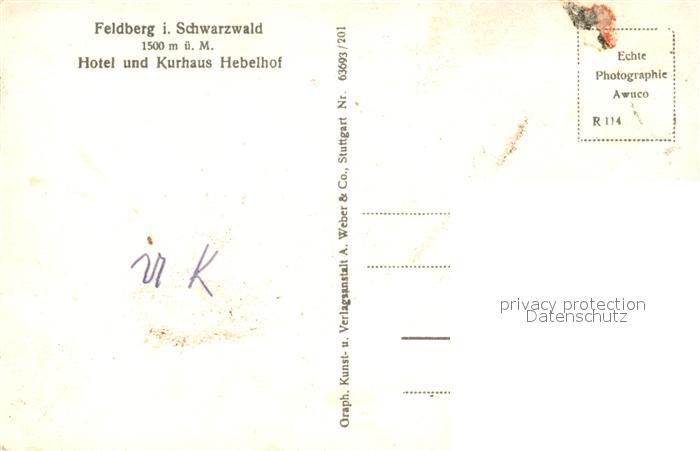 Feldberg i. Schwarzwald
1500 m ü. M.
Hotel und Kurhaus Hebelhof
Graph. Kunst- u. Verlagsanstalt A. Weber & Co., Stuttgart Nr. 63693/201
Echte
Photographie
Awuco
R 114
K
privacy protection
Datenschutz